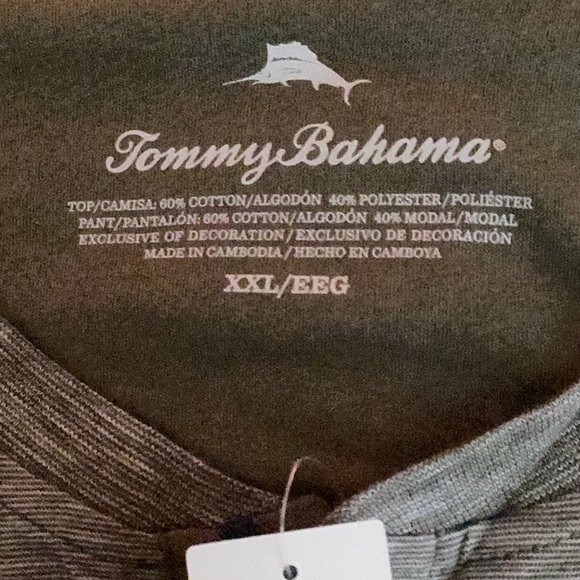 Tommy Bahama®
TOP/CAMISA: 60% COTTON/ALGODÓN 40% POLYESTER/POLIÉSTER
PANT/PANTALÓN: 60% COTTON/ALGODÓN 40% MODAL/MODAL
EXCLUSIVE OF DECORATION/EXCLUSIVO DE DECORACIÓN
MADE IN CAMBODIA/HECHO EN CAMBOYA
XXL/EEG